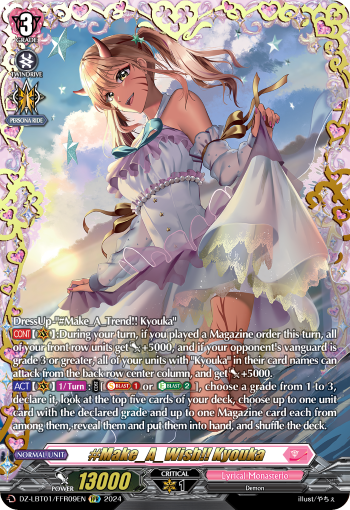 3
GRADE
TWINDRIVE
PERSONA RIDE
DressUp-"#Make_A_Trend!! Kyouka"
CONT [ ]:During your turn, if you played a Magazine order this turn, all
of your front row units get +5000, and if your opponent's vanguard is
grade 3 or greater, all of your units with "Kyouka" in their card names can
attack from the back row center column, and get +5000.
ACT [ ] 1/Turn : [ SOUL BLAST 1 or ENERGY BLAST 2 ], choose a grade from 1 to 3,
declare it, look at the top five cards of your deck, choose up to one unit
card with the declared grade and up to one Magazine card each from
among them, reveal them and put them into hand, and shuffle the deck.
NORMAL UNIT
#Make_A_Wish!! Kyouka
POWER 13000 CRITICAL 1 Lyrical Monasterio
Demon
D DZ-LBT01/FFR09EN FFR 2024 illust/やちぇ